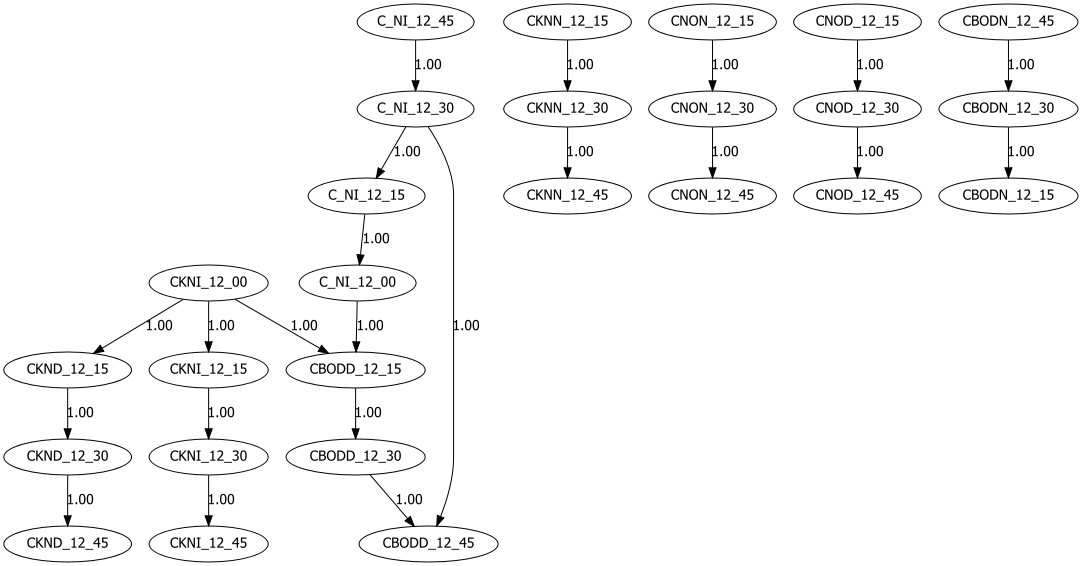 C_NI_12_45 CKNN_12_15 CNON_12_15 CNOD_12_15 CBODN_12_45
1.00 1.00 1.00 1.00 1.00
C_NI_12_30 CKNN_12_30 CNON_12_30 CNOD_12_30 CBODN_12_30
1.00 1.00 1.00 1.00 1.00
C_NI_12_15 CKNN_12_45 CNON_12_45 CNOD_12_45 CBODN_12_15
1.00
CKNI_12_00 C_NI_12_00
1.00 1.00 1.00 1.00 1.00
CKND_12_15 CKNI_12_15 CBODD_12_15
1.00 1.00 1.00
CKND_12_30 CKNI_12_30 CBODD_12_30
1.00 1.00 1.00
CKND_12_45 CKNI_12_45 CBODD_12_45